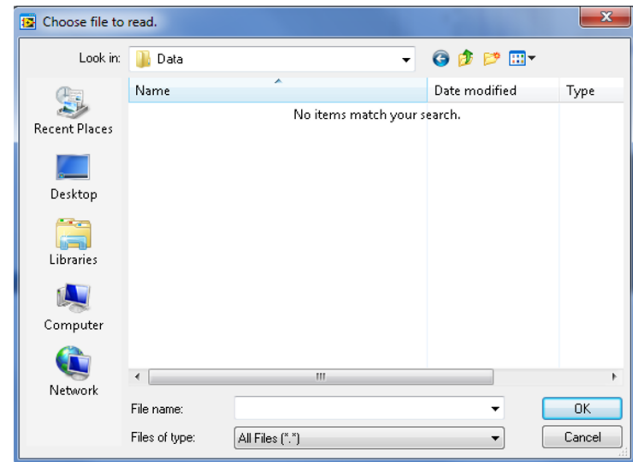 Choose file to read.
Look in: Data
Name Date modified Type
No items match your search.
Recent Places
Desktop
Libraries
Computer
Network
File name: OK
Files of type: All Files (*.*) Cancel